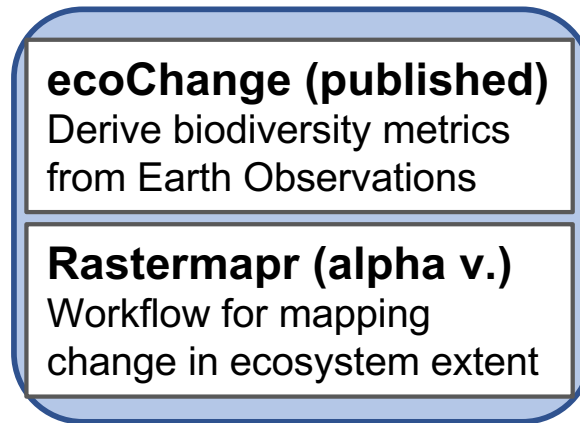 ecoChange (published)
Derive biodiversity metrics
from Earth Observations
Rastermapr (alpha v.)
Workflow for mapping
change in ecosystem extent